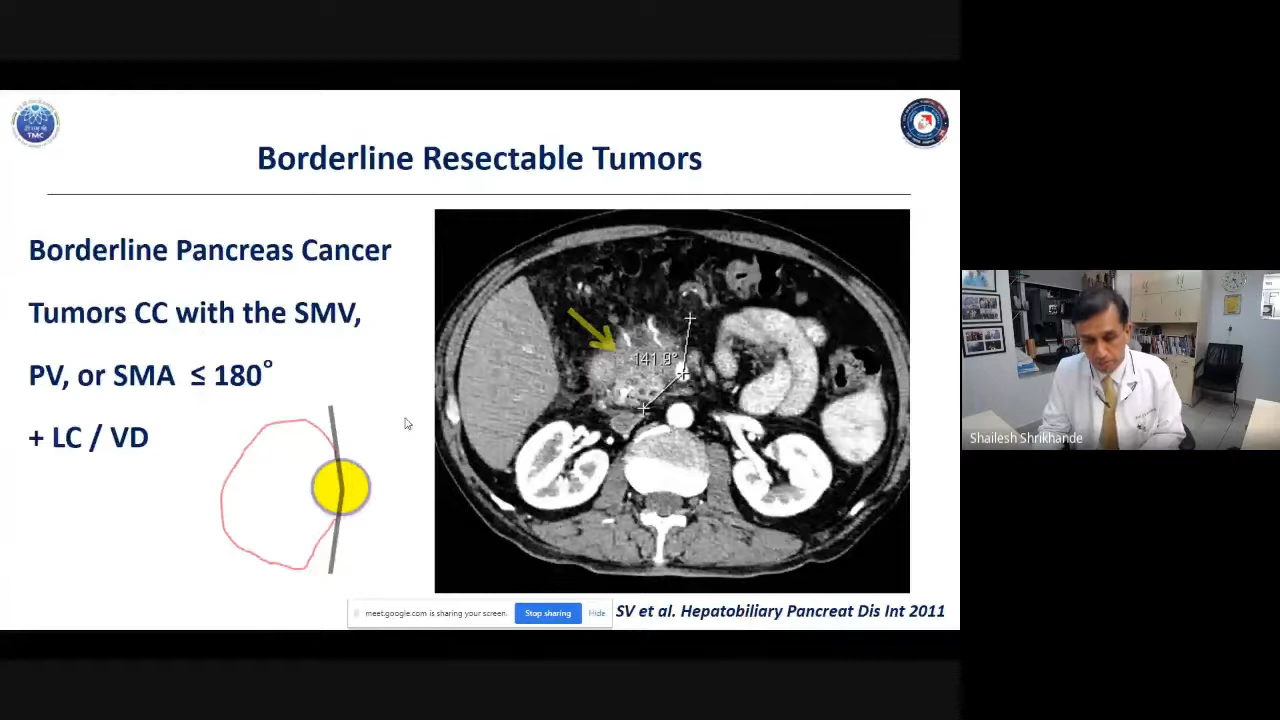 TMC
Borderline Resectable Tumors
Borderline Pancreas Cancer
Tumors CC with the SMV,
PV, or SMA ≤ 180°
+ LC / VD
141.9°
meet.google.com is sharing your screen.
Stop sharing
Hide
SV et al. Hepatobiliary Pancreat Dis Int 2011
Shailesh Shrikhande